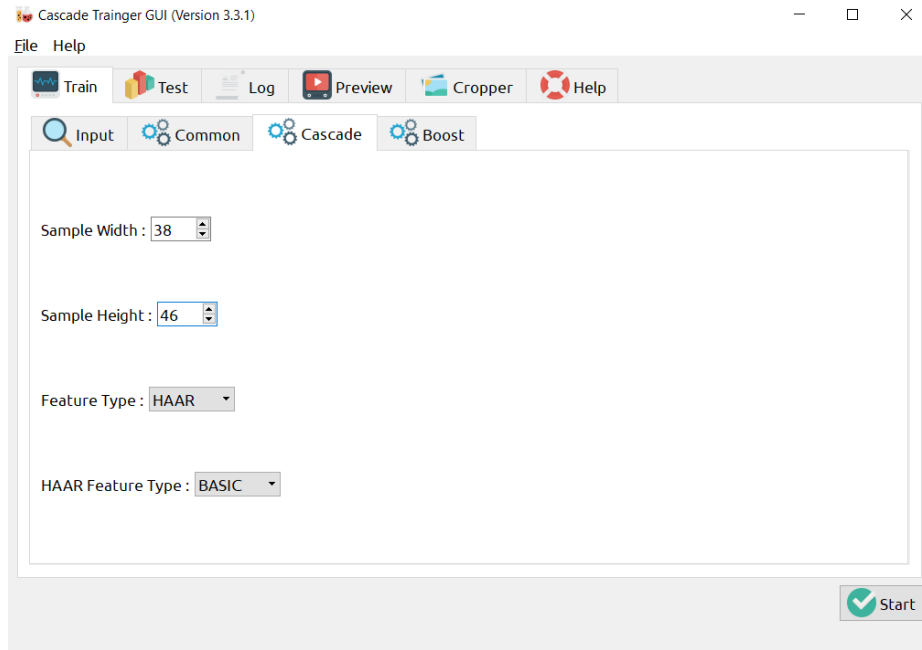 Cascade Trainger GUI (Version 3.3.1)
File Help
Train Test Log Preview Cropper Help
Input Common Cascade Boost
Sample Width : 38
Sample Height : 46
Feature Type : HAAR
HAAR Feature Type : BASIC
Start